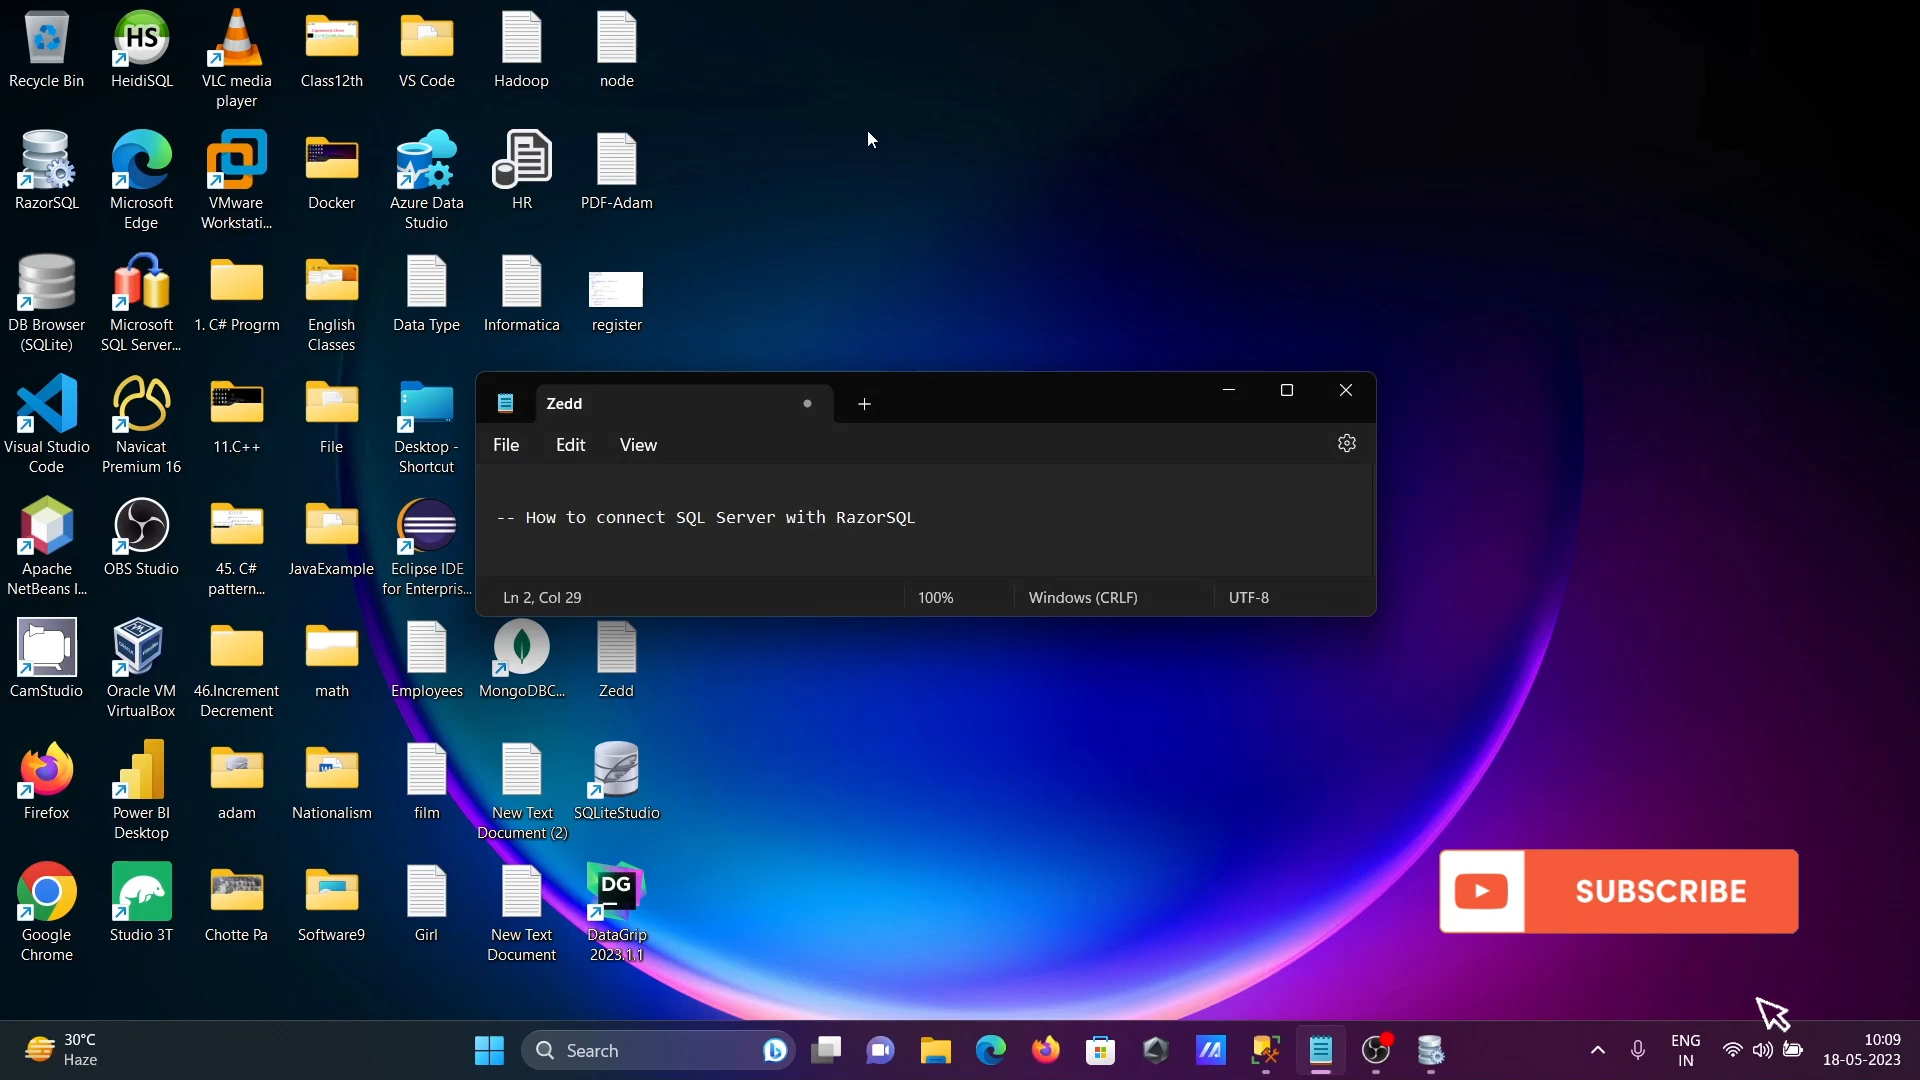 Recycle Bin
HeidiSQL
VLC media
player
Class12th
VS Code
Hadoop
node
RazorSQL
Microsoft
Edge
VMware
Workstati...
Docker
Azure Data
Studio
HR
PDF-Adam
DB Browser
(SQLite)
Microsoft
SQL Server...
1. C# Progrm
English
Classes
Data Type
Informatica
register
Visual Studio
Code
Navicat
Premium 16
11.C++
File
Desktop -
Shortcut
Zedd
File
Edit
View
-- How to connect SQL Server with RazorSQL
Ln 2, Col 29
100%
Windows (CRLF)
UTF-8
Apache
NetBeans I...
OBS Studio
45. C#
pattern...
JavaExample
Eclipse IDE
for Enterpris...
CamStudio
Oracle VM
VirtualBox
46.Increment
Decrement
math
Employees
MongoDBC...
Zedd
Firefox
Power BI
Desktop
adam
Nationalism
film
New Text
Document (2)
SQLiteStudio
Google
Chrome
Studio 3T
Chotte Pa
Software9
Girl
New Text
Document
DG
DataGrip
2023.1.1
HS
SUBSCRIBE
30°C
Haze
Search
ENG
IN
10:09
18-05-2023